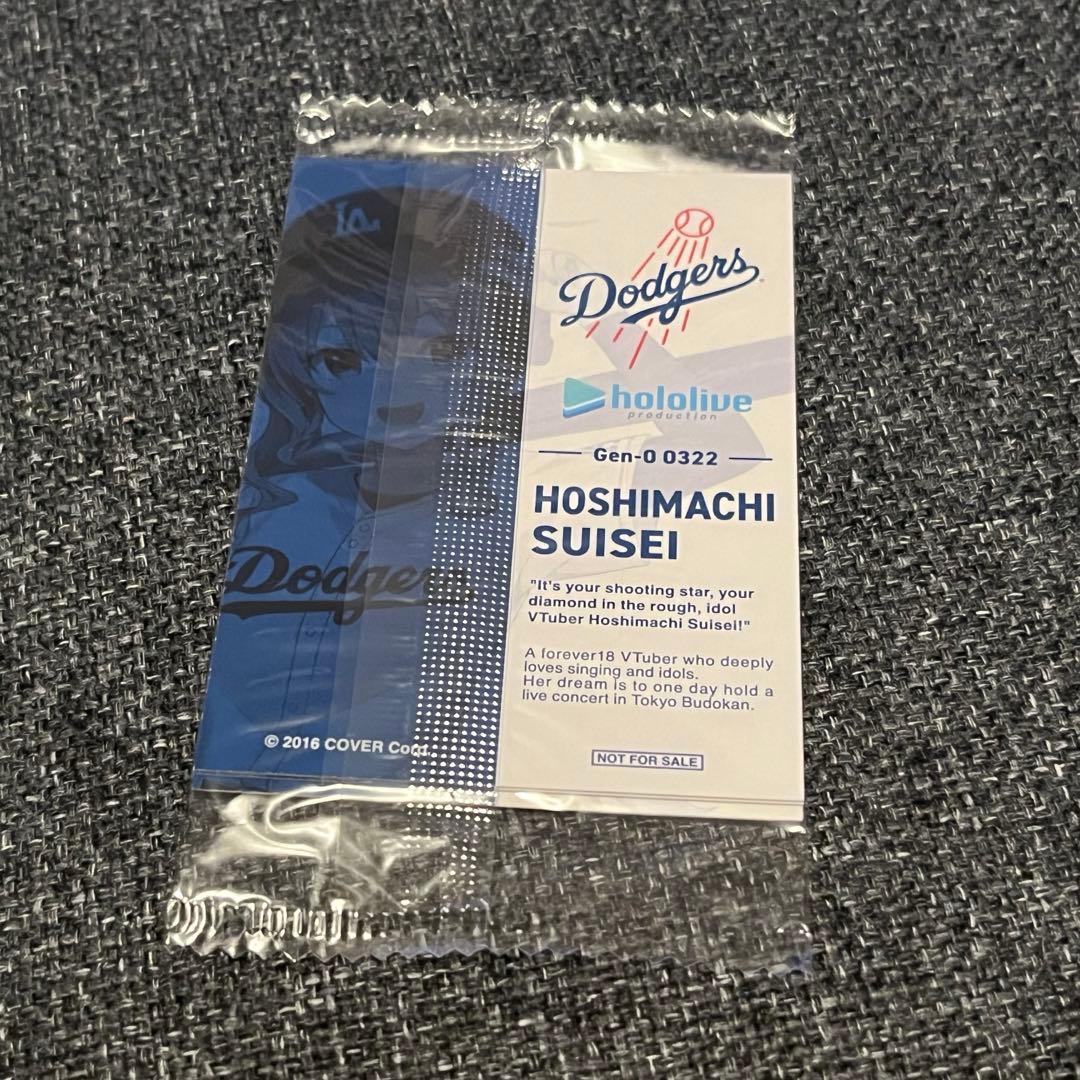 LA
Dodgers
© 2016 COVER Corp.
Dodgers
hololive
production
Gen-0 0322
HOSHIMACHI
SUISEI
"It's your shooting star, your
diamond in the rough, idol
VTuber Hoshimachi Suisei!"
A forever18 VTuber who deeply
loves singing and idols.
Her dream is to one day hold a
live concert in Tokyo Budokan.
NOT FOR SALE